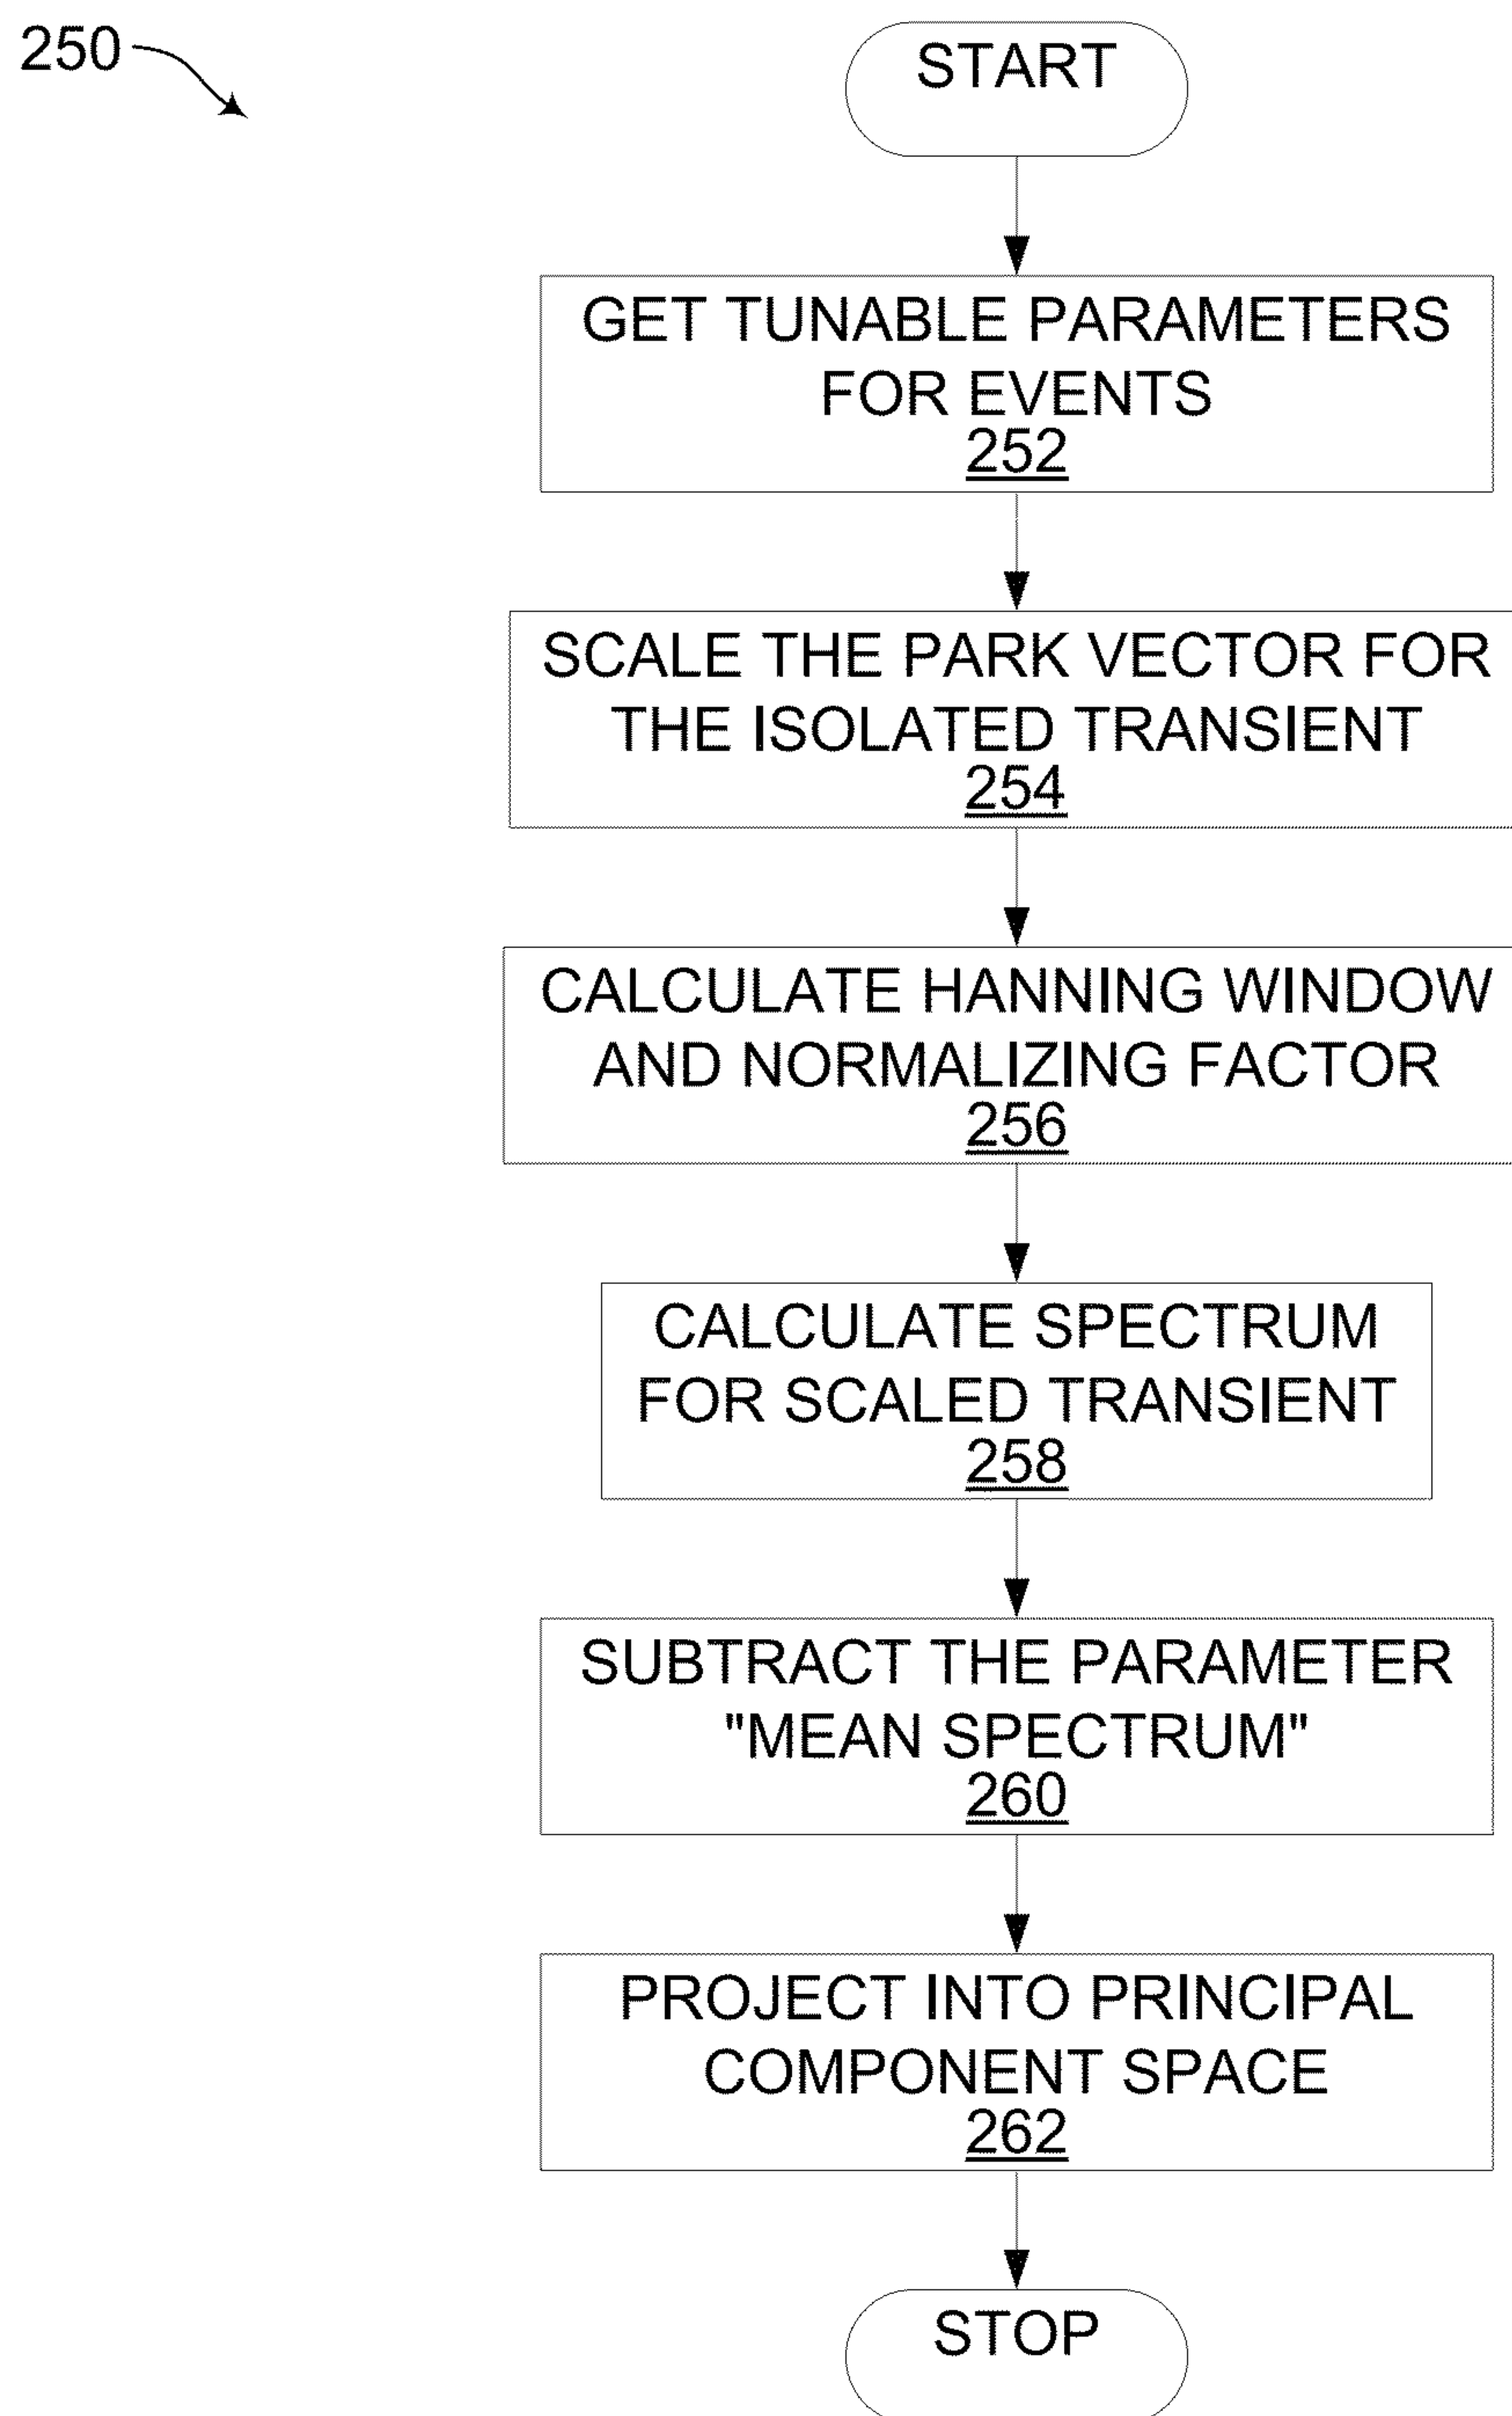 250
START
GET TUNABLE PARAMETERS
FOR EVENTS
252
SCALE THE PARK VECTOR FOR
THE ISOLATED TRANSIENT
254
CALCULATE HANNING WINDOW
AND NORMALIZING FACTOR
256
CALCULATE SPECTRUM
FOR SCALED TRANSIENT
258
SUBTRACT THE PARAMETER
"MEAN SPECTRUM"
260
PROJECT INTO PRINCIPAL
COMPONENT SPACE
262
STOP